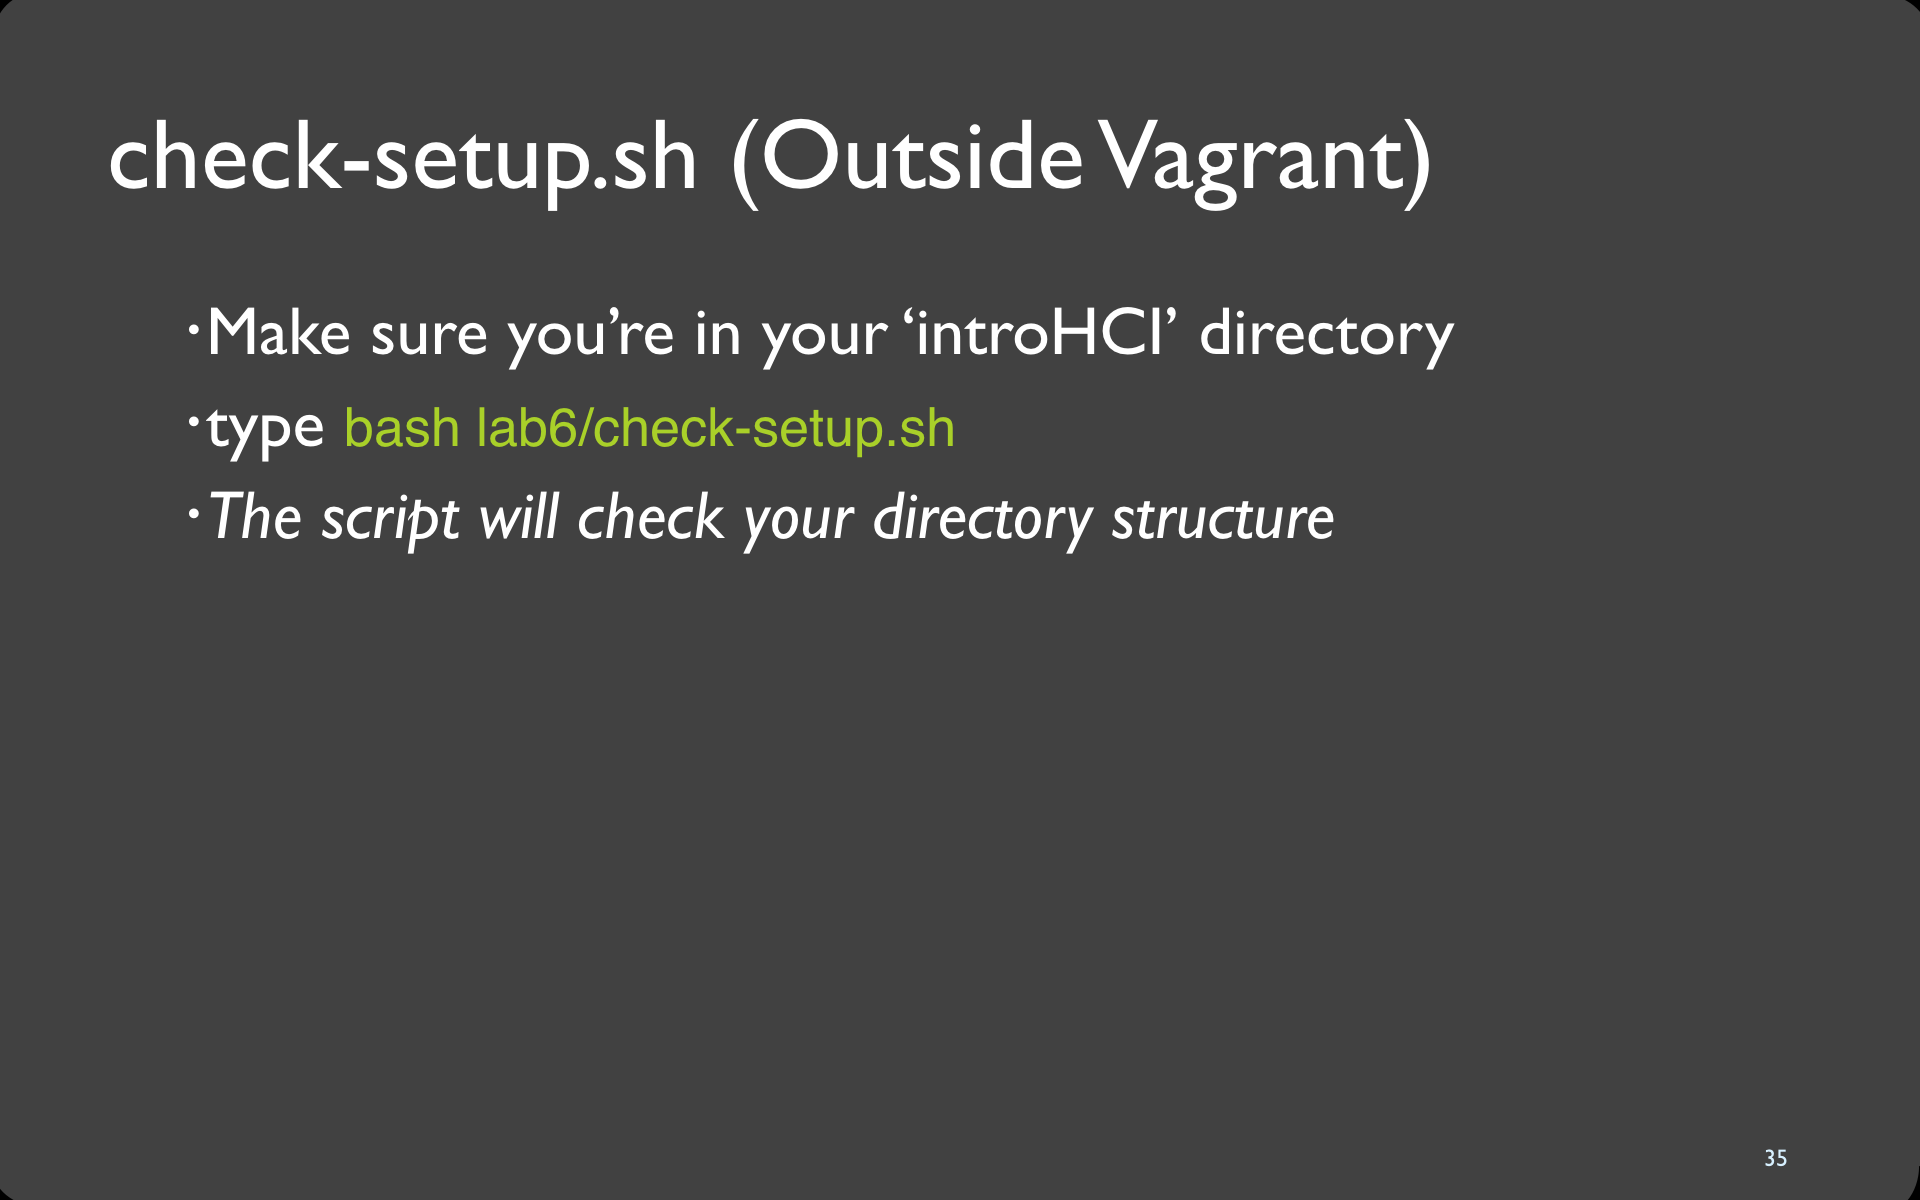 check-setup.sh (Outside Vagrant)
·Make sure you’re in your ‘introHCI’ directory
·type bash lab6/check-setup.sh
·The script will check your directory structure
35